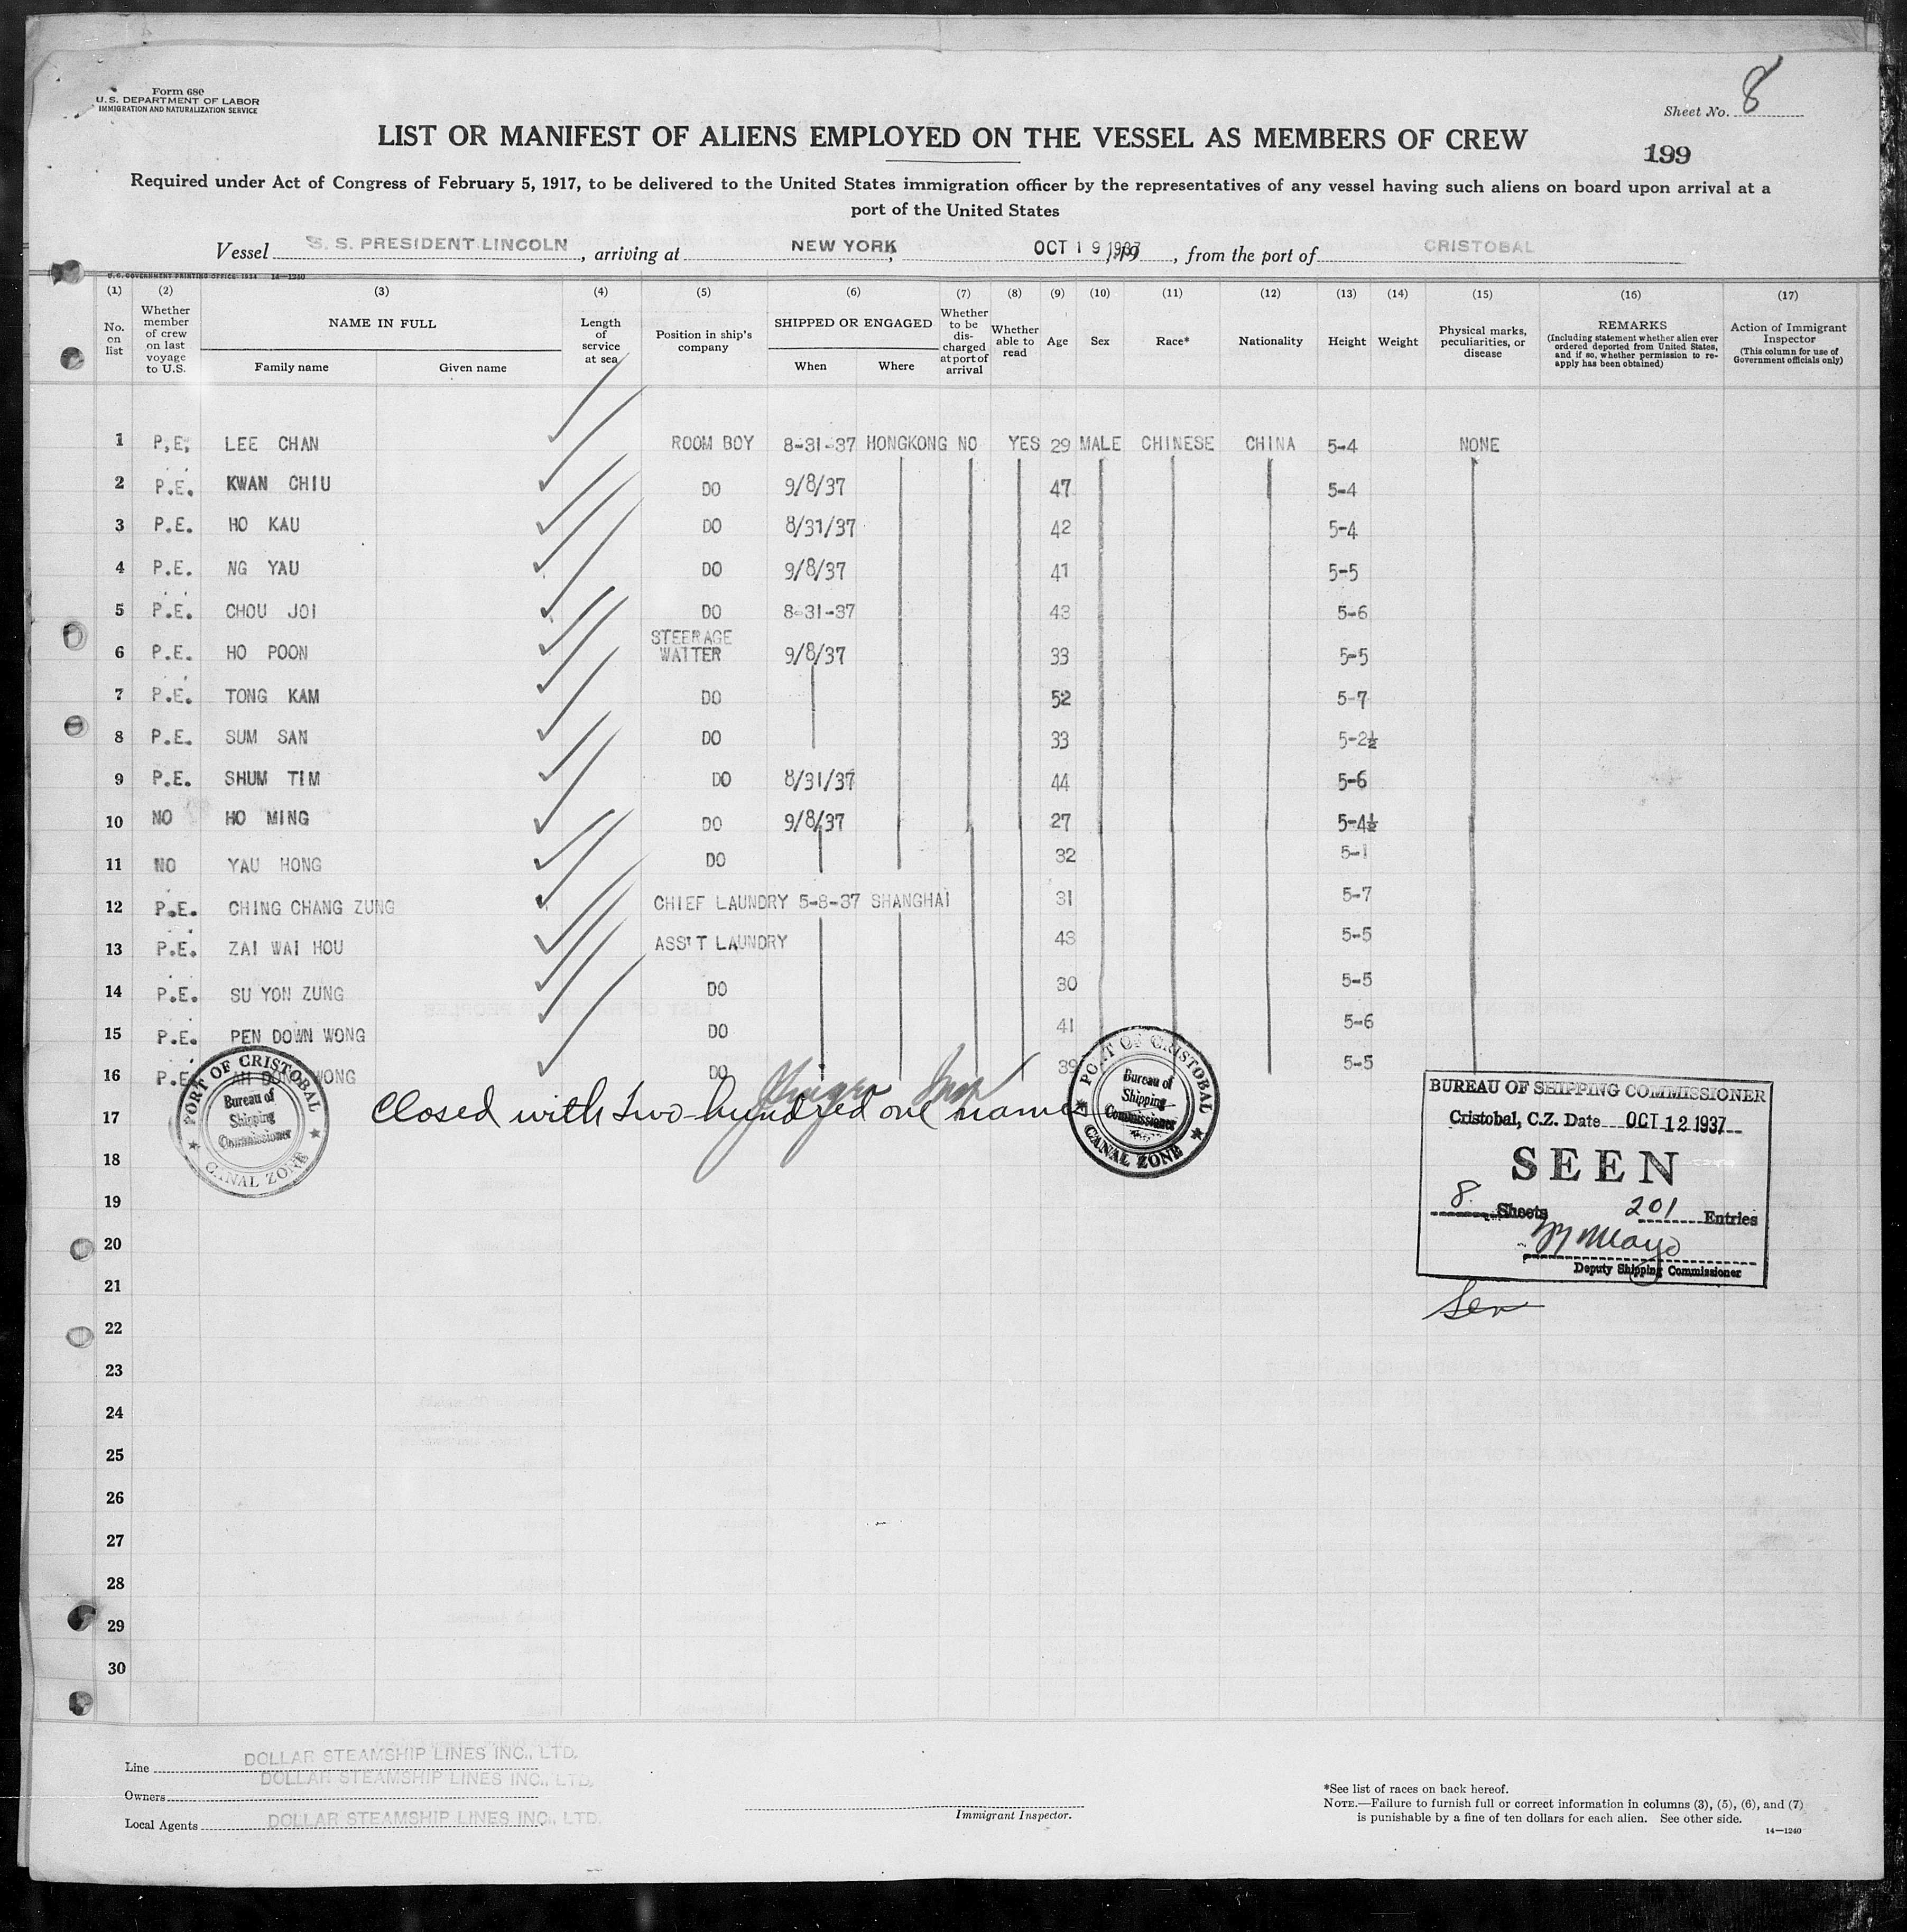 Form 680
U.S. DEPARTMENT OF LABOR
IMMIGRATION AND NATURALIZATION SERVICE
Sheet No. 8
LIST OR MANIFEST OF ALIENS EMPLOYED ON THE VESSEL AS MEMBERS OF CREW
199
Required under Act of Congress of February 5, 1917, to be delivered to the United States immigration officer by the representatives of any vessel having such aliens on board upon arrival at a
port of the United States
Vessel S. S. PRESIDENT LINCOLN, arriving at NEW YORK, OCT 19 1937, from the port of CRISTOBAL
U.S. GOVERNMENT PRINTING OFFICE: 1934 14—1240
(1) (2) (3) (4) (5) (6) (7) (8) (9) (10) (11) (12) (13) (14) (15) (16) (17)
No. on list
Whether member of crew on last voyage to U.S.
NAME IN FULL
Family name Given name
Length of service at sea
Position in ship's company
SHIPPED OR ENGAGED
When Where
Whether to be discharged at port of arrival
Whether able to read
Age
Sex
Race*
Nationality
Height
Weight
Physical marks, peculiarities, or disease
REMARKS
(Including statement whether alien ever ordered deported from United States, and if so, whether permission to re-apply has been obtained)
Action of Immigrant Inspector
(This column for use of Government officials only)
1 P.E. LEE CHAN ROOM BOY 8-31-37 HONGKONG NO YES 29 MALE CHINESE CHINA 5-4 NONE
2 P.E. KWAN CHIU DO 9/8/37 47 5-4
3 P.E. HO KAU DO 8/31/37 42 5-4
4 P.E. NG YAU DO 9/8/37 41 5-5
5 P.E. CHOU JOI DO 8-31-37 43 5-6
6 P.E. HO POON STEERAGE WAITER 9/8/37 33 5-5
7 P.E. TONG KAM DO 52 5-7
8 P.E. SUM SAN DO 33 5-2½
9 P.E. SHUM TIM DO 8/31/37 44 5-6
10 NO HO MING DO 9/8/37 27 5-4½
11 NO YAU HONG DO 32 5-1
12 P.E. CHING CHANG ZUNG CHIEF LAUNDRY 5-8-37 SHANGHAI 31 5-7
13 P.E. ZAI WAI HOU ASS'T LAUNDRY 43 5-5
14 P.E. SU YON ZUNG DO 30 5-5
15 P.E. PEN DOWN WONG DO 41 5-6
16 P.E. AH DONG WONG DO 39 5-5
17 Closed with two hundred one names
18
19
20
21
22
23
24
25
26
27
28
29
30
PORT OF CRISTOBAL
Bureau of
Shipping
Commissioner
CANAL ZONE
PORT OF CRISTOBAL
Bureau of
Shipping
Commissioner
CANAL ZONE
BUREAU OF SHIPPING COMMISSIONER
Cristobal, C.Z. Date OCT 12 1937
SEEN
8 Sheets 201 Entries
Deputy Shipping Commissioner
Line DOLLAR STEAMSHIP LINES INC., LTD.
Owners DOLLAR STEAMSHIP LINES INC., LTD.
Local Agents DOLLAR STEAMSHIP LINES INC., LTD.
Immigrant Inspector.
*See list of races on back hereof.
NOTE.—Failure to furnish full or correct information in columns (3), (5), (6), and (7)
is punishable by a fine of ten dollars for each alien. See other side.
14—1240